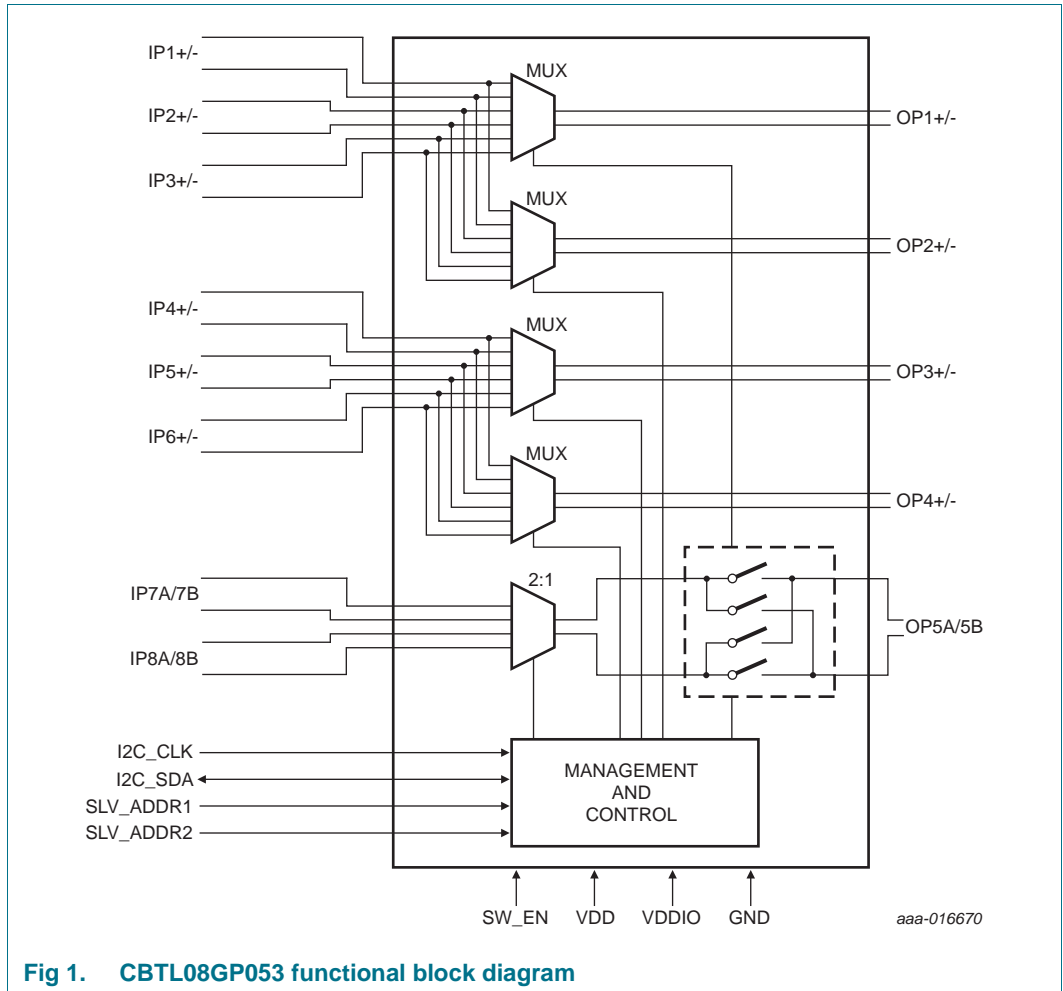 IP1+/-
MUX
IP2+/-
OP1+/-
IP3+/-
MUX
OP2+/-
IP4+/-
MUX
IP5+/-
OP3+/-
IP6+/-
MUX
OP4+/-
2:1
IP7A/7B
OP5A/5B
IP8A/8B
I2C_CLK
I2C_SDA
SLV_ADDR1
SLV_ADDR2
MANAGEMENT
AND
CONTROL
SW_EN VDD VDDIO GND
aaa-016670
Fig 1. CBTL08GP053 functional block diagram